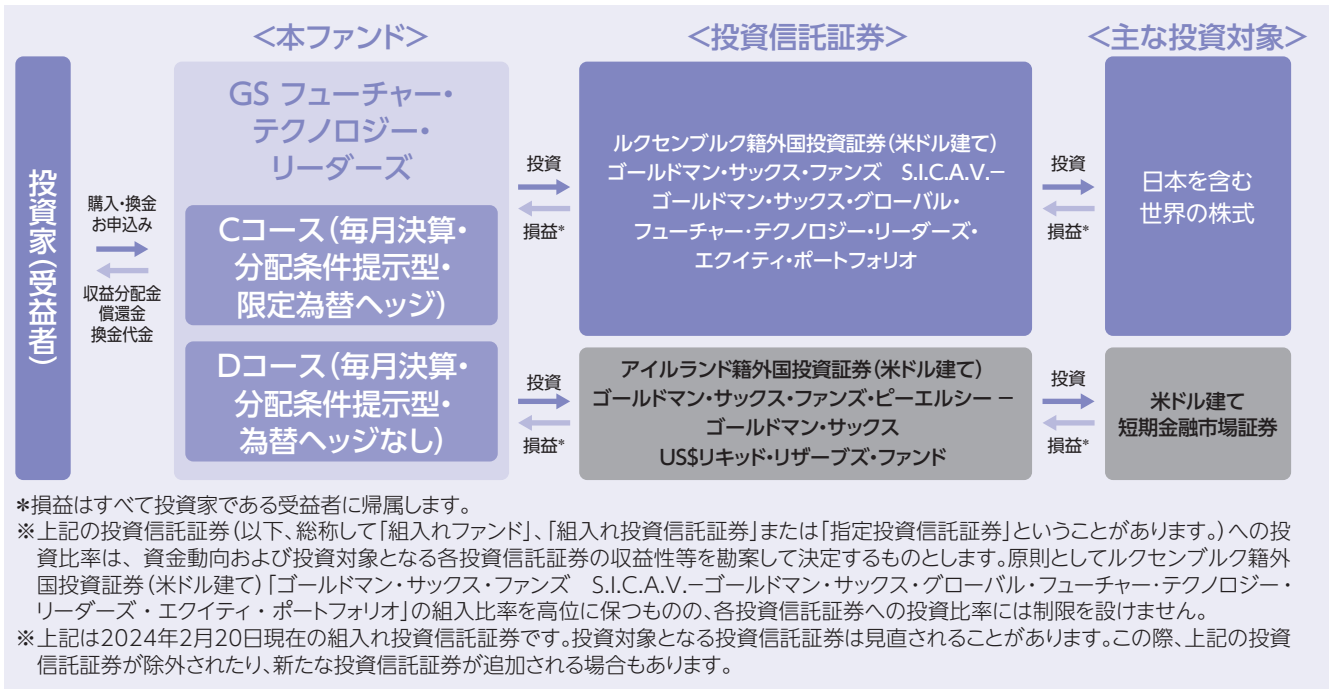 <本ファンド>
<投資信託証券>
<主な投資対象>
投資家(受益者)
購入・換金
お申込み
収益分配金
償還金
換金代金
GS フューチャー・
テクノロジー・
リーダーズ
Cコース(毎月決算・
分配条件提示型・
限定為替ヘッジ)
Dコース(毎月決算・
分配条件提示型・
為替ヘッジなし)
投資
損益*
ルクセンブルク籍外国投資証券(米ドル建て)
ゴールドマン・サックス・ファンズ S.I.C.A.V.−
ゴールドマン・サックス・グローバル・
フューチャー・テクノロジー・リーダーズ・
エクイティ・ポートフォリオ
投資
損益*
日本を含む
世界の株式
投資
損益*
アイルランド籍外国投資証券(米ドル建て)
ゴールドマン・サックス・ファンズ・ピーエルシー −
ゴールドマン・サックス
US$リキッド・リザーブズ・ファンド
投資
損益*
米ドル建て
短期金融市場証券
*損益はすべて投資家である受益者に帰属します。
※上記の投資信託証券(以下、総称して「組入れファンド」、「組入れ投資信託証券」または「指定投資信託証券」ということがあります。)への投
資比率は、資金動向および投資対象となる各投資信託証券の収益性等を勘案して決定するものとします。原則としてルクセンブルク籍外
国投資証券(米ドル建て)「ゴールドマン・サックス・ファンズ S.I.C.A.V.−ゴールドマン・サックス・グローバル・フューチャー・テクノロジー・
リーダーズ・エクイティ・ポートフォリオ」の組入比率を高位に保つものの、各投資信託証券への投資比率には制限を設けません。
※上記は2024年2月20日現在の組入れ投資信託証券です。投資対象となる投資信託証券は見直されることがあります。この際、上記の投資
信託証券が除外されたり、新たな投資信託証券が追加される場合もあります。